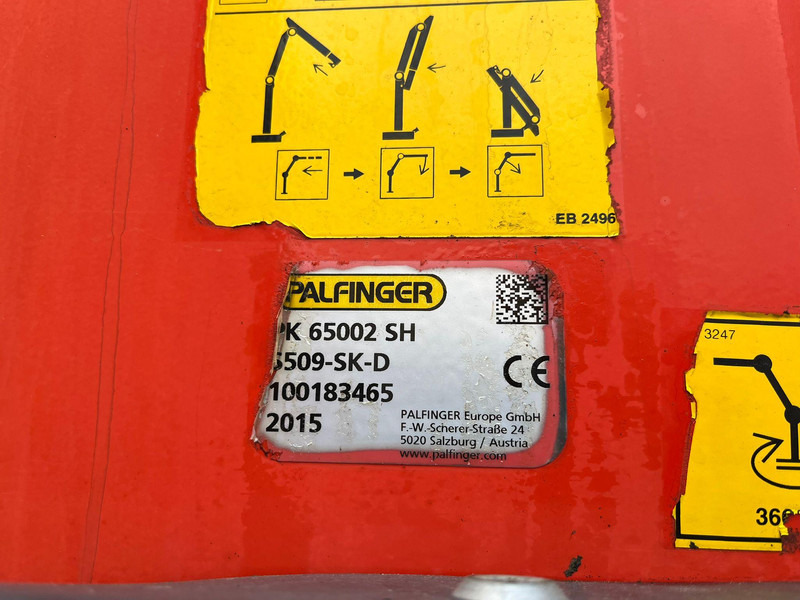 EB 2496
PALFINGER
PK 65002 SH
S509-SK-D
100183465
2015
PALFINGER Europe GmbH
F.-W.-Scherer-Straße 24
5020 Salzburg / Austria
www.palfinger.com
CE
3247